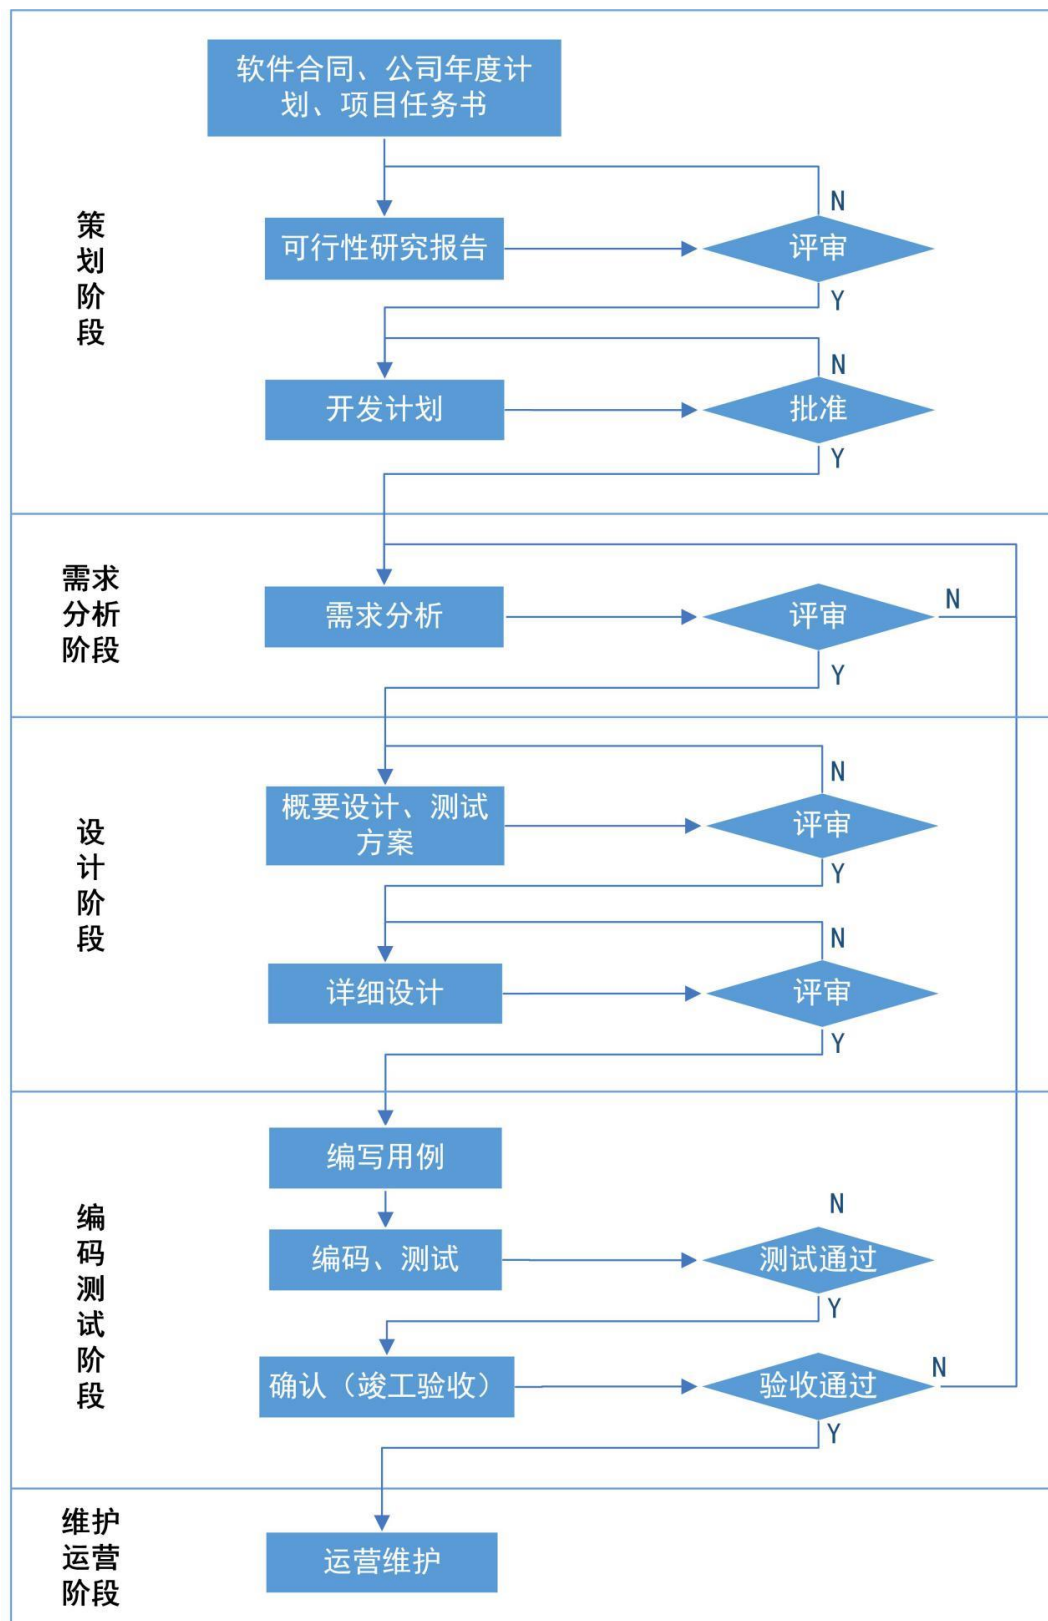 软件合同、公司年度计
划、项目任务书
N
策
划
阶
段
可行性研究报告
评审
Y
N
开发计划
批准
Y
需求
分析
阶段
需求分析
评审
N
Y
N
设
计
阶
段
概要设计、测试
方案
评审
Y
N
详细设计
评审
Y
编写用例
N
编
码
测
试
阶
段
编码、测试
测试通过
Y
确认（竣工验收）
验收通过
N
Y
维护
运营
阶段
运营维护